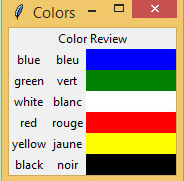 Colors
Color Review
blue bleu
green vert
white blanc
red rouge
yellow jaune
black noir